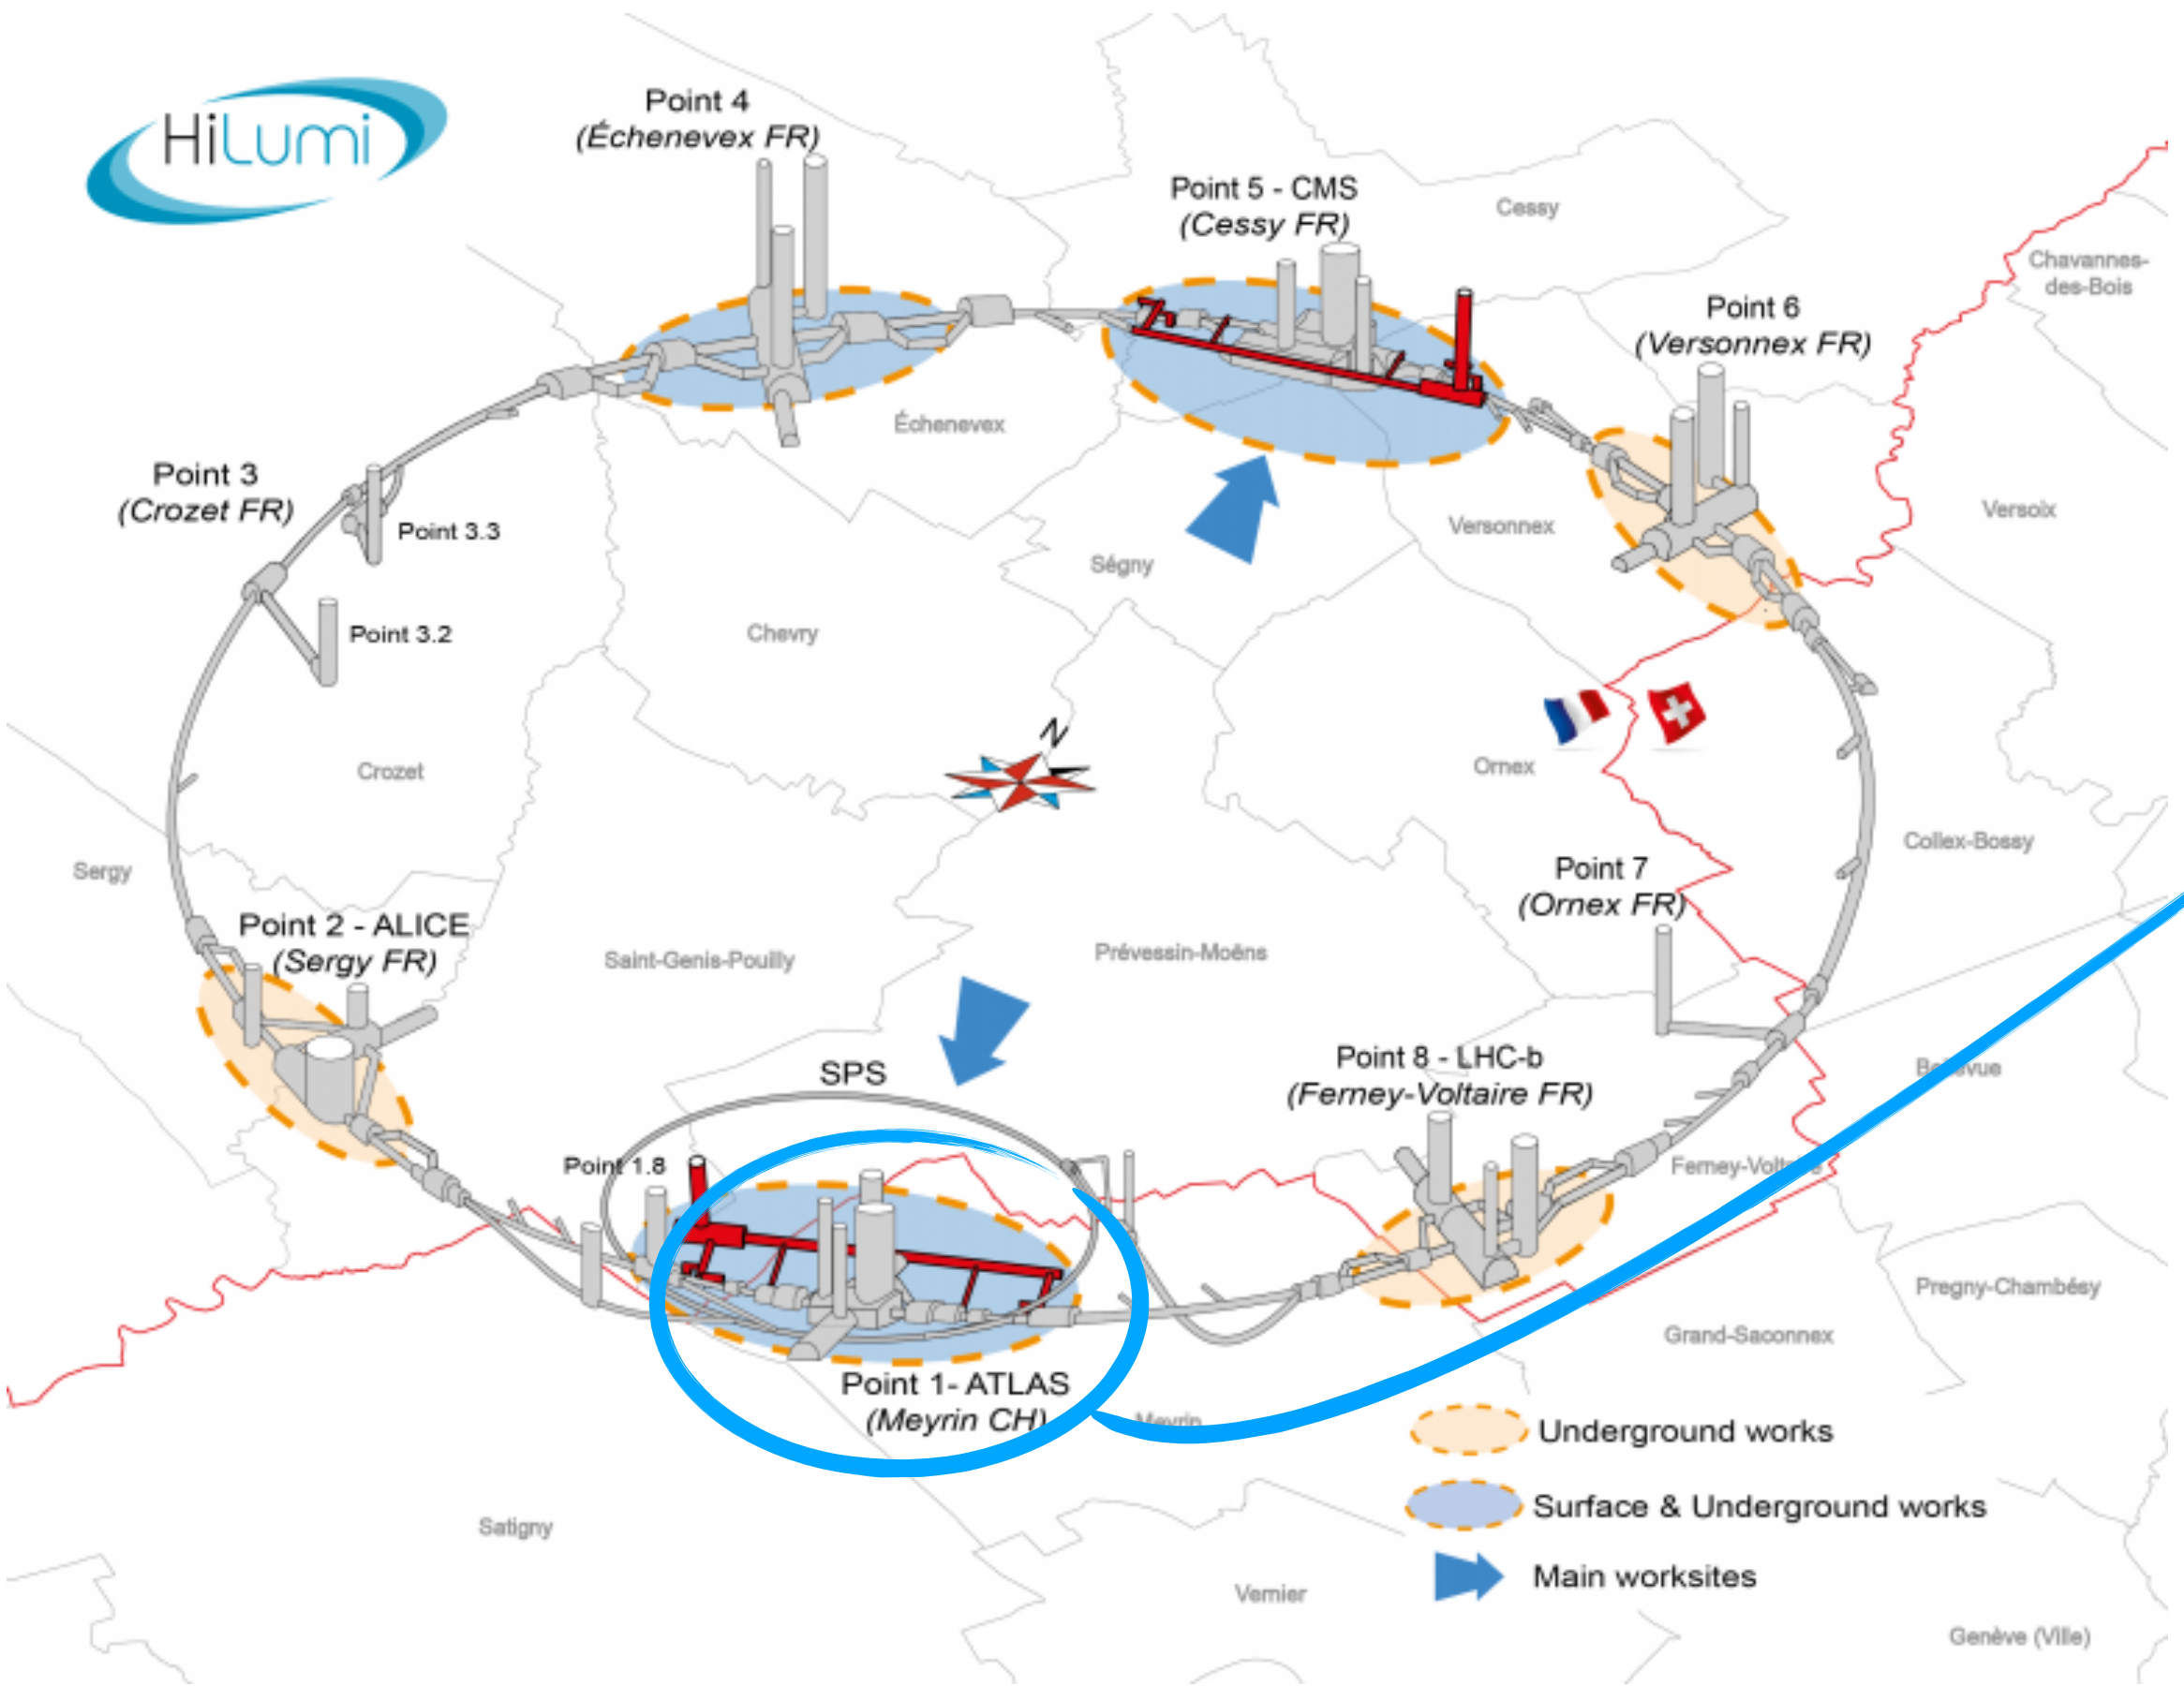 HiLumi
Point 4
(Échenevex FR)
Point 5 - CMS
(Cessy FR)
Cessy
Chavannes-
des-Bois
Point 6
(Versonnex FR)
Échenevex
Point 3
(Crozet FR)
Point 3.3
Versonnex
Versoix
Ségny
Point 3.2
Chevry
N
Crozet
Ornex
Collex-Bossy
Sergy
Point 7
(Ornex FR)
Point 2 - ALICE
(Sergy FR)
Saint-Genis-Pouilly
Prévessin-Moëns
SPS
Point 8 - LHC-b
(Ferney-Voltaire FR)
Bellevue
Point 1.8
Ferney-Voltaire
Pregny-Chambésy
Grand-Saconnex
Point 1- ATLAS
(Meyrin CH)
Meyrin
Underground works
Surface & Underground works
Satigny
Main worksites
Vernier
Genève (Ville)